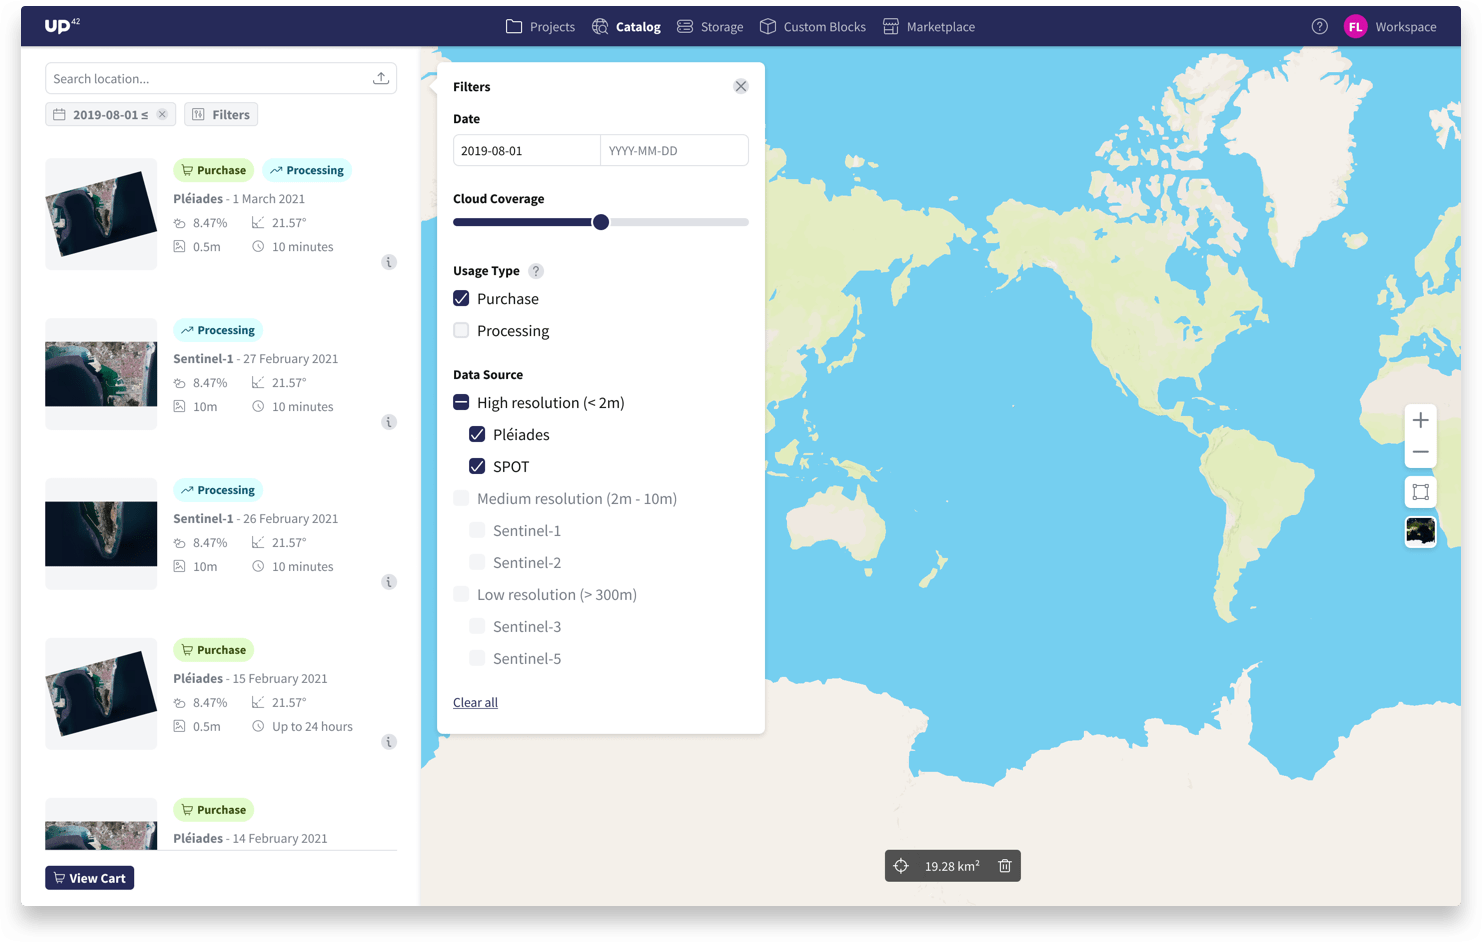 UP42
Projects
Catalog
Storage
Custom Blocks
Marketplace
?
FL
Workspace
Search location...
2019-08-01 ≤
Filters
Purchase
Processing
Pléiades - 1 March 2021
8.47%
21.57°
0.5m
10 minutes
i
Processing
Sentinel-1 - 27 February 2021
8.47%
21.57°
10m
10 minutes
i
Processing
Sentinel-1 - 26 February 2021
8.47%
21.57°
10m
10 minutes
i
Purchase
Pléiades - 15 February 2021
8.47%
21.57°
0.5m
Up to 24 hours
i
Purchase
Pléiades - 14 February 2021
View Cart
Filters
Date
2019-08-01
YYYY-MM-DD
Cloud Coverage
Usage Type ?
Purchase
Processing
Data Source
High resolution (< 2m)
Pléiades
SPOT
Medium resolution (2m - 10m)
Sentinel-1
Sentinel-2
Low resolution (> 300m)
Sentinel-3
Sentinel-5
Clear all
19.28 km²